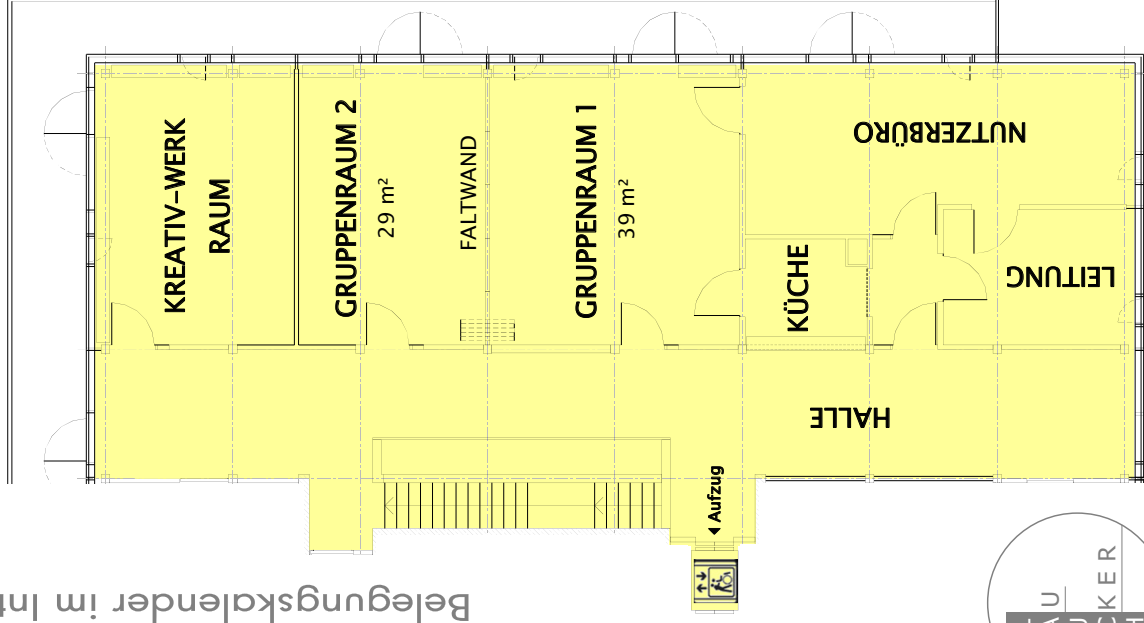 KREATIV–WERK
RAUM
GRUPPENRAUM 2
29 m²
FALTWAND
GRUPPENRAUM 1
39 m²
NUTZERBÜRO
KÜCHE
LEITUNG
HALLE
Aufzug
Belegungskalender im